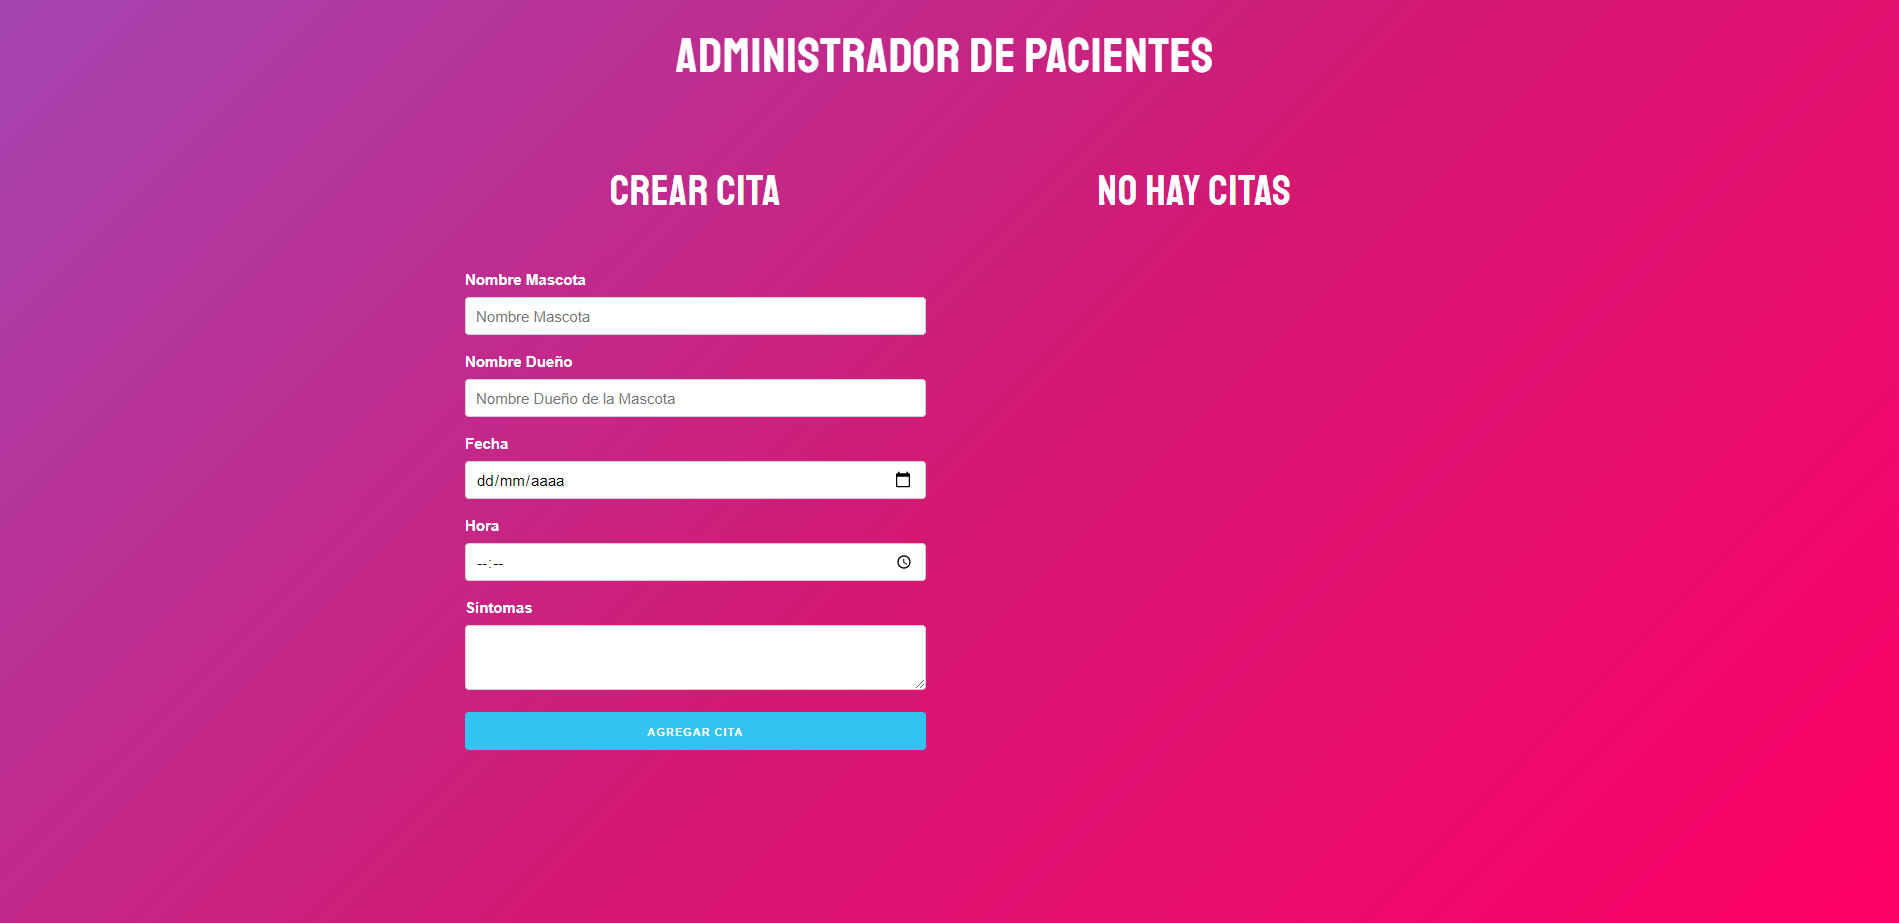 ADMINISTRADOR DE PACIENTES
CREAR CITA
Nombre Mascota
Nombre Mascota
Nombre Dueño
Nombre Dueño de la Mascota
Fecha
dd/mm/aaaa
Hora
--:--
Síntomas
AGREGAR CITA
NO HAY CITAS